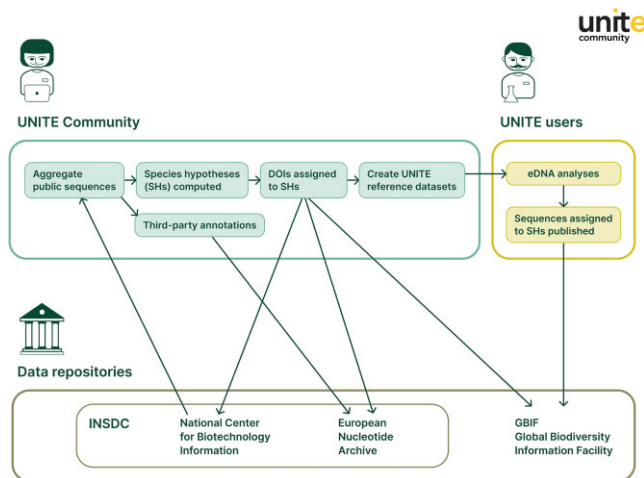 unite
community
UNITE Community
UNITE users
Aggregate
public sequences
Species hypotheses
(SHs) computed
DOIs assigned
to SHs
Create UNITE
reference datasets
eDNA analyses
Third-party annotations
Sequences assigned
to SHs published
Data repositories
INSDC
National Center
for Biotechnology
Information
European
Nucleotide
Archive
GBIF
Global Biodiversity
Information Facility